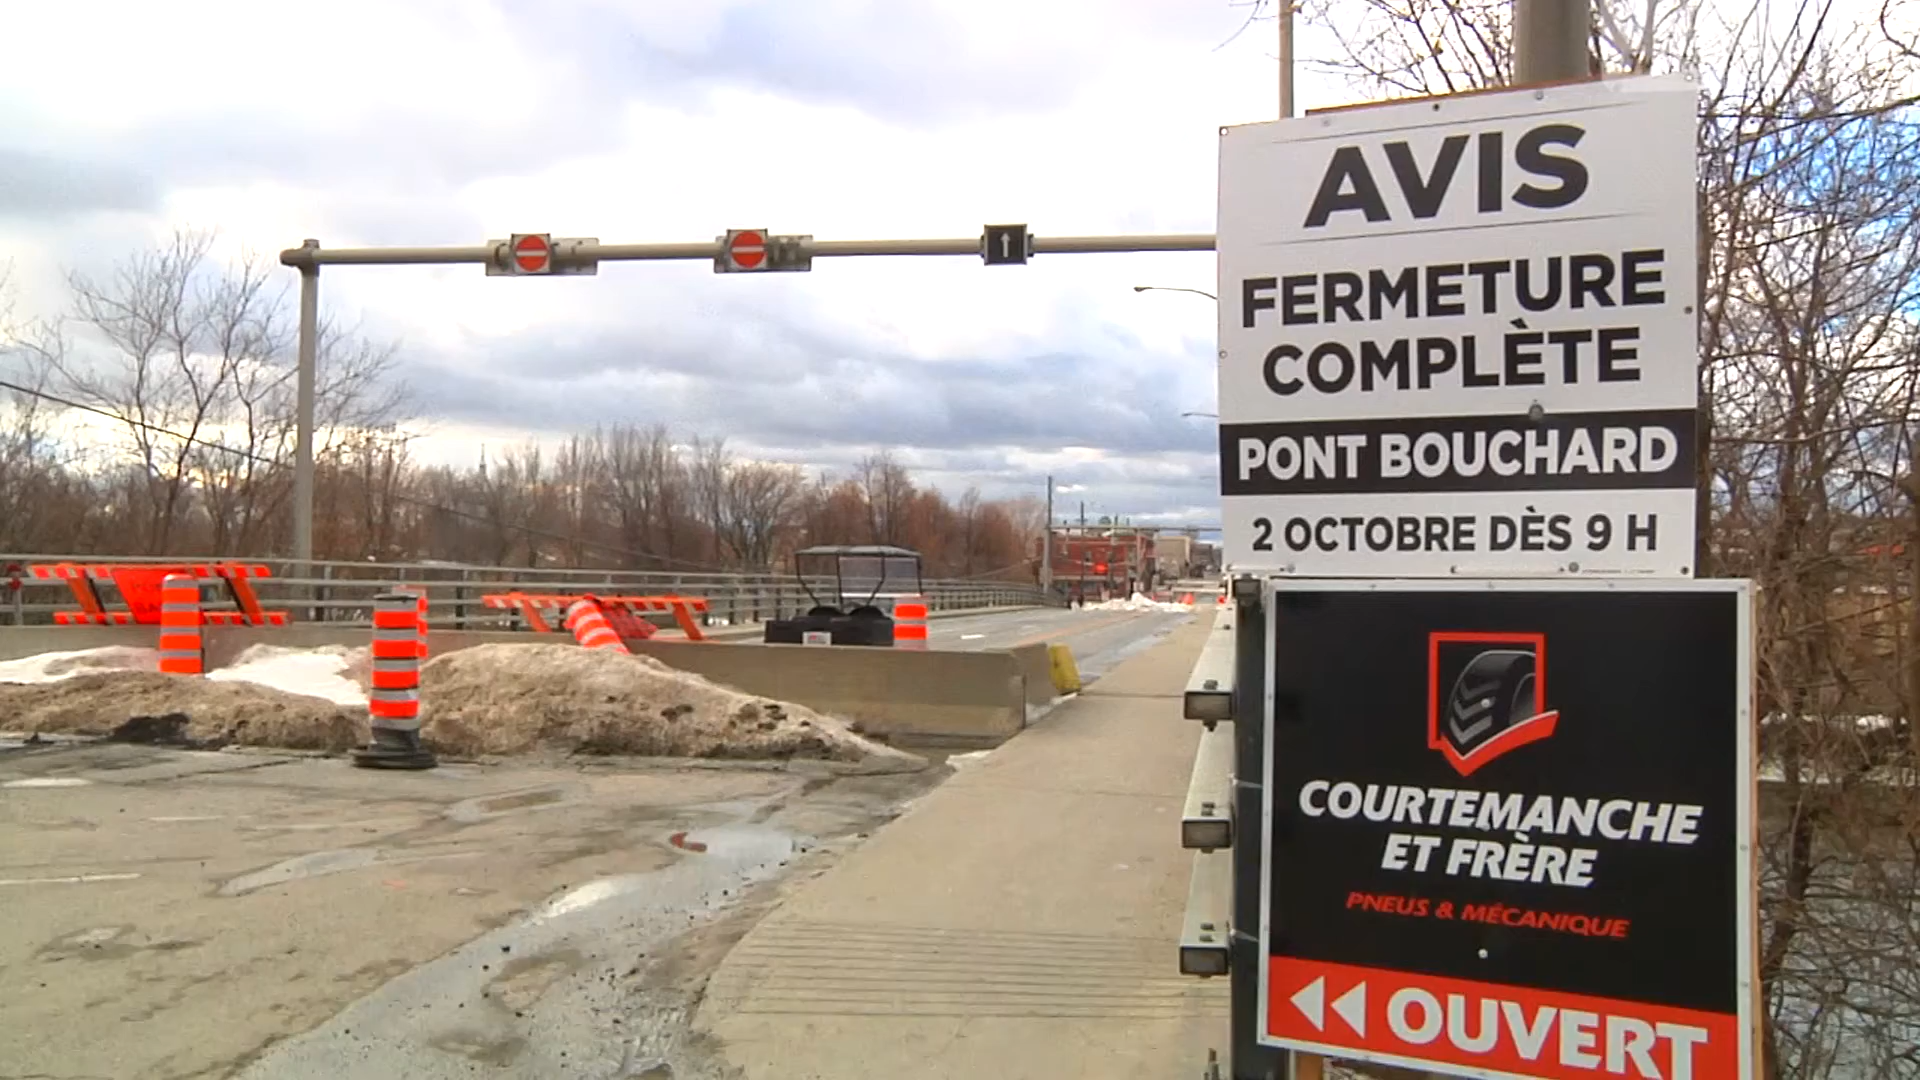 AVIS
FERMETURE
COMPLÈTE
PONT BOUCHARD
2 OCTOBRE DÈS 9 H
COURTEMANCHE
ET FRÈRE
PNEUS & MÉCANIQUE
OUVERT